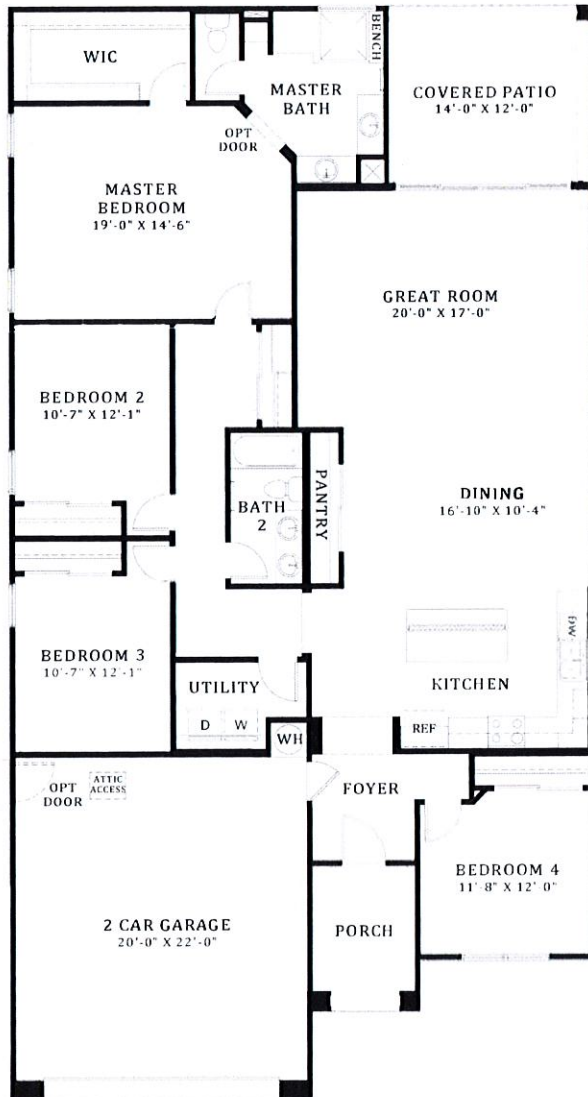 WIC
BENCH
MASTER
BATH
COVERED PATIO
14'-0" X 12'-0"
OPT
DOOR
MASTER
BEDROOM
19'-0" X 14'-6"
GREAT ROOM
20'-0" X 17'-0"
BEDROOM 2
10'-7" X 12'-1"
BATH
2
PANTRY
DINING
16'-10" X 10'-4"
BEDROOM 3
10'-7" X 12'-1"
DW
UTILITY
D W
KITCHEN
WH
REF
OPT
DOOR
ATTIC
ACCESS
FOYER
BEDROOM 4
11'-8" X 12'-0"
2 CAR GARAGE
20'-0" X 22'-0"
PORCH